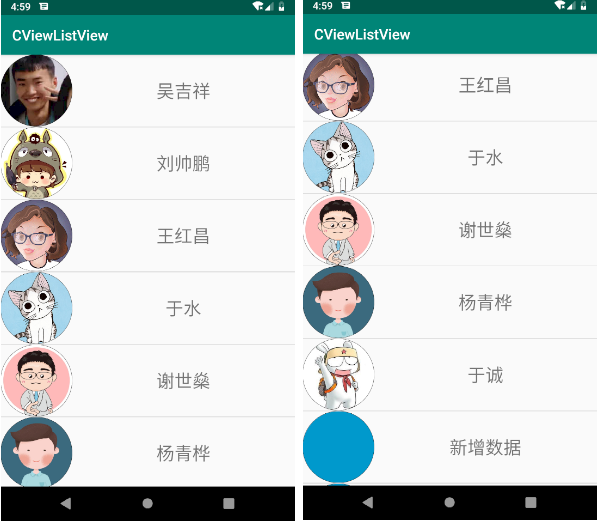 4:59
CViewListView
吴吉祥
刘帅鹏
王红昌
于水
谢世燊
杨青桦
4:59
CViewListView
王红昌
于水
谢世燊
杨青桦
于诚
新增数据